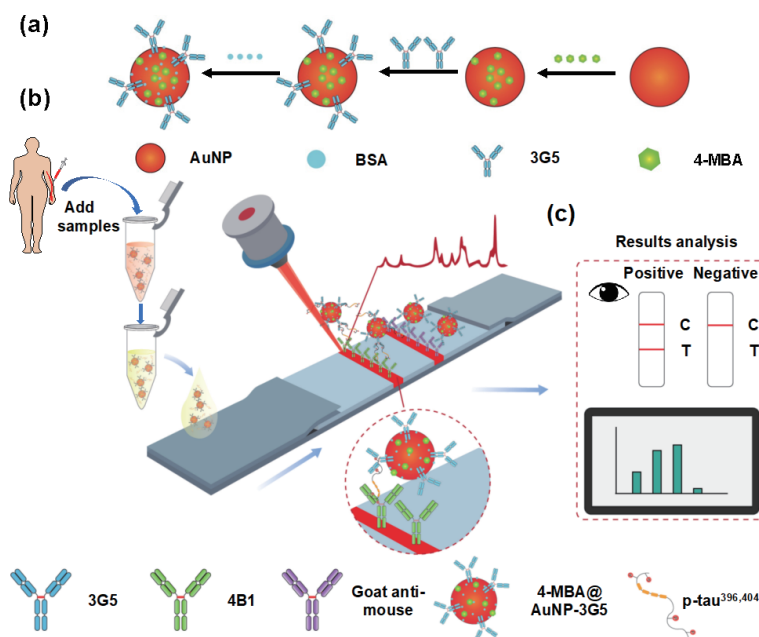 (a)
(b)
AuNP
BSA
3G5
4-MBA
Add
samples
(c)
Results analysis
Positive
Negative
C
C
T
T
3G5
4B1
Goat anti-
mouse
4-MBA@
AuNP-3G5
p-tau396,404